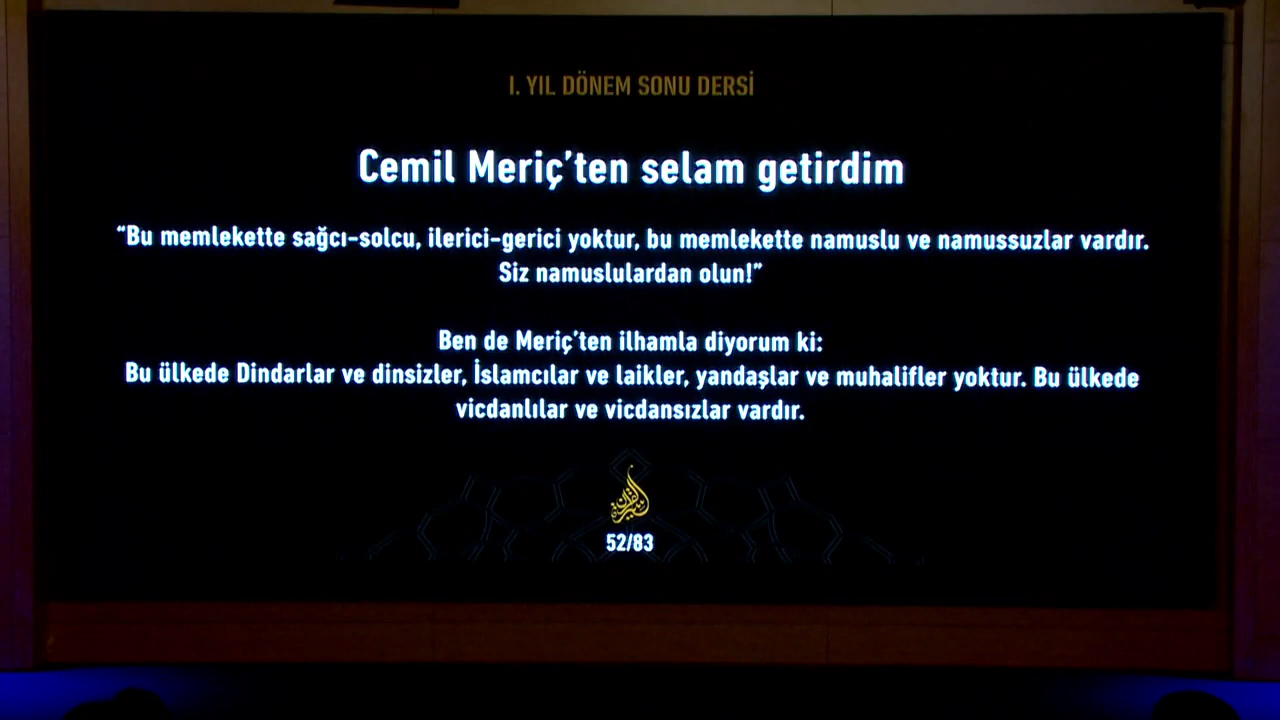 I. YIL DÖNEM SONU DERSİ
Cemil Meriç’ten selam getirdim
“Bu memlekette sağcı-solcu, ilerici-gerici yoktur, bu memlekette namuslu ve namussuzlar vardır.
Siz namuslulardan olun!”
Ben de Meriç’ten ilhamla diyorum ki:
Bu ülkede Dindarlar ve dinsizler, İslamcılar ve laikler, yandaşlar ve muhalifler yoktur. Bu ülkede
vicdanlılar ve vicdansızlar vardır.
52/83